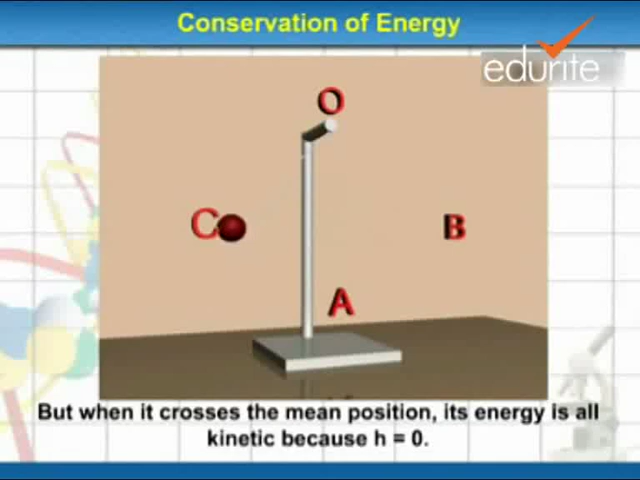 Conservation of Energy
edurite
O
C
B
A
But when it crosses the mean position, its energy is all
kinetic because h = 0.